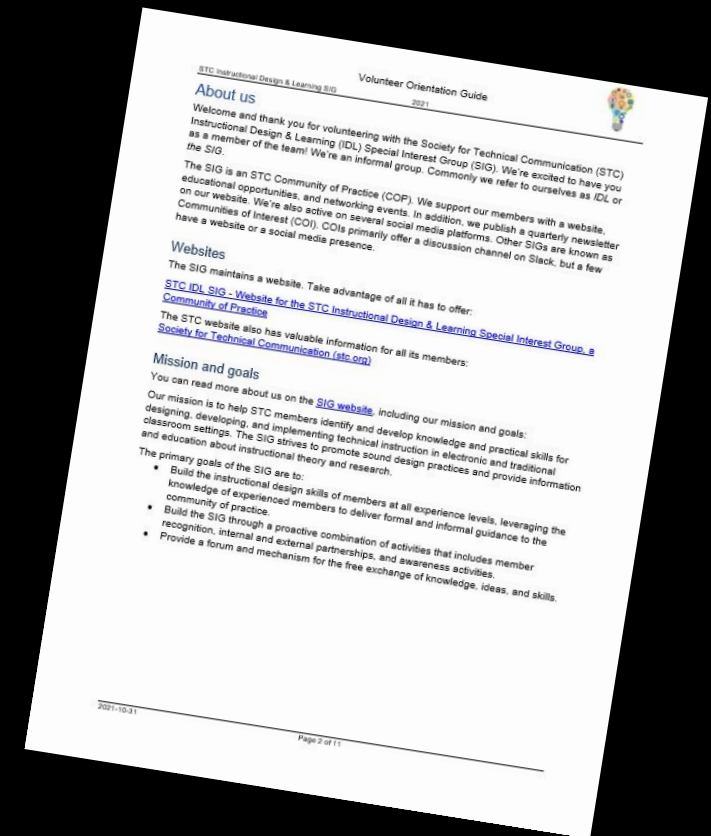 STC Instructional Design & Learning SIG
Volunteer Orientation Guide
2021
About us
Welcome and thank you for volunteering with the Society for Technical Communication (STC)
Instructional Design & Learning (IDL) Special Interest Group (SIG). We're excited to have you
as a member of the team! We're an informal group. Commonly we refer to ourselves as IDL or
the SIG.
The SIG is an STC Community of Practice (COP). We support our members with a website,
educational opportunities, and networking events. In addition, we publish a quarterly newsletter
on our website. We're also active on several social media platforms. Other SIGs are known as
Communities of Interest (COI). COIs primarily offer a discussion channel on Slack, but a few
have a website or a social media presence.
Websites
The SIG maintains a website. Take advantage of all it has to offer:
STC IDL SIG - Website for the STC Instructional Design & Learning Special Interest Group, a
Community of Practice
The STC website also has valuable information for all its members:
Society for Technical Communication (stc.org)
Mission and goals
You can read more about us on the SIG website, including our mission and goals:
Our mission is to help STC members identify and develop knowledge and practical skills for
designing, developing, and implementing technical instruction in electronic and traditional
classroom settings. The SIG strives to promote sound design practices and provide information
and education about instructional theory and research.
The primary goals of the SIG are to:
• Build the instructional design skills of members at all experience levels, leveraging the
knowledge of experienced members to deliver formal and informal guidance to the
community of practice.
• Build the SIG through a proactive combination of activities that includes member
recognition, internal and external partnerships, and awareness activities.
• Provide a forum and mechanism for the free exchange of knowledge, ideas, and skills.
2021-10-31
Page 2 of 11